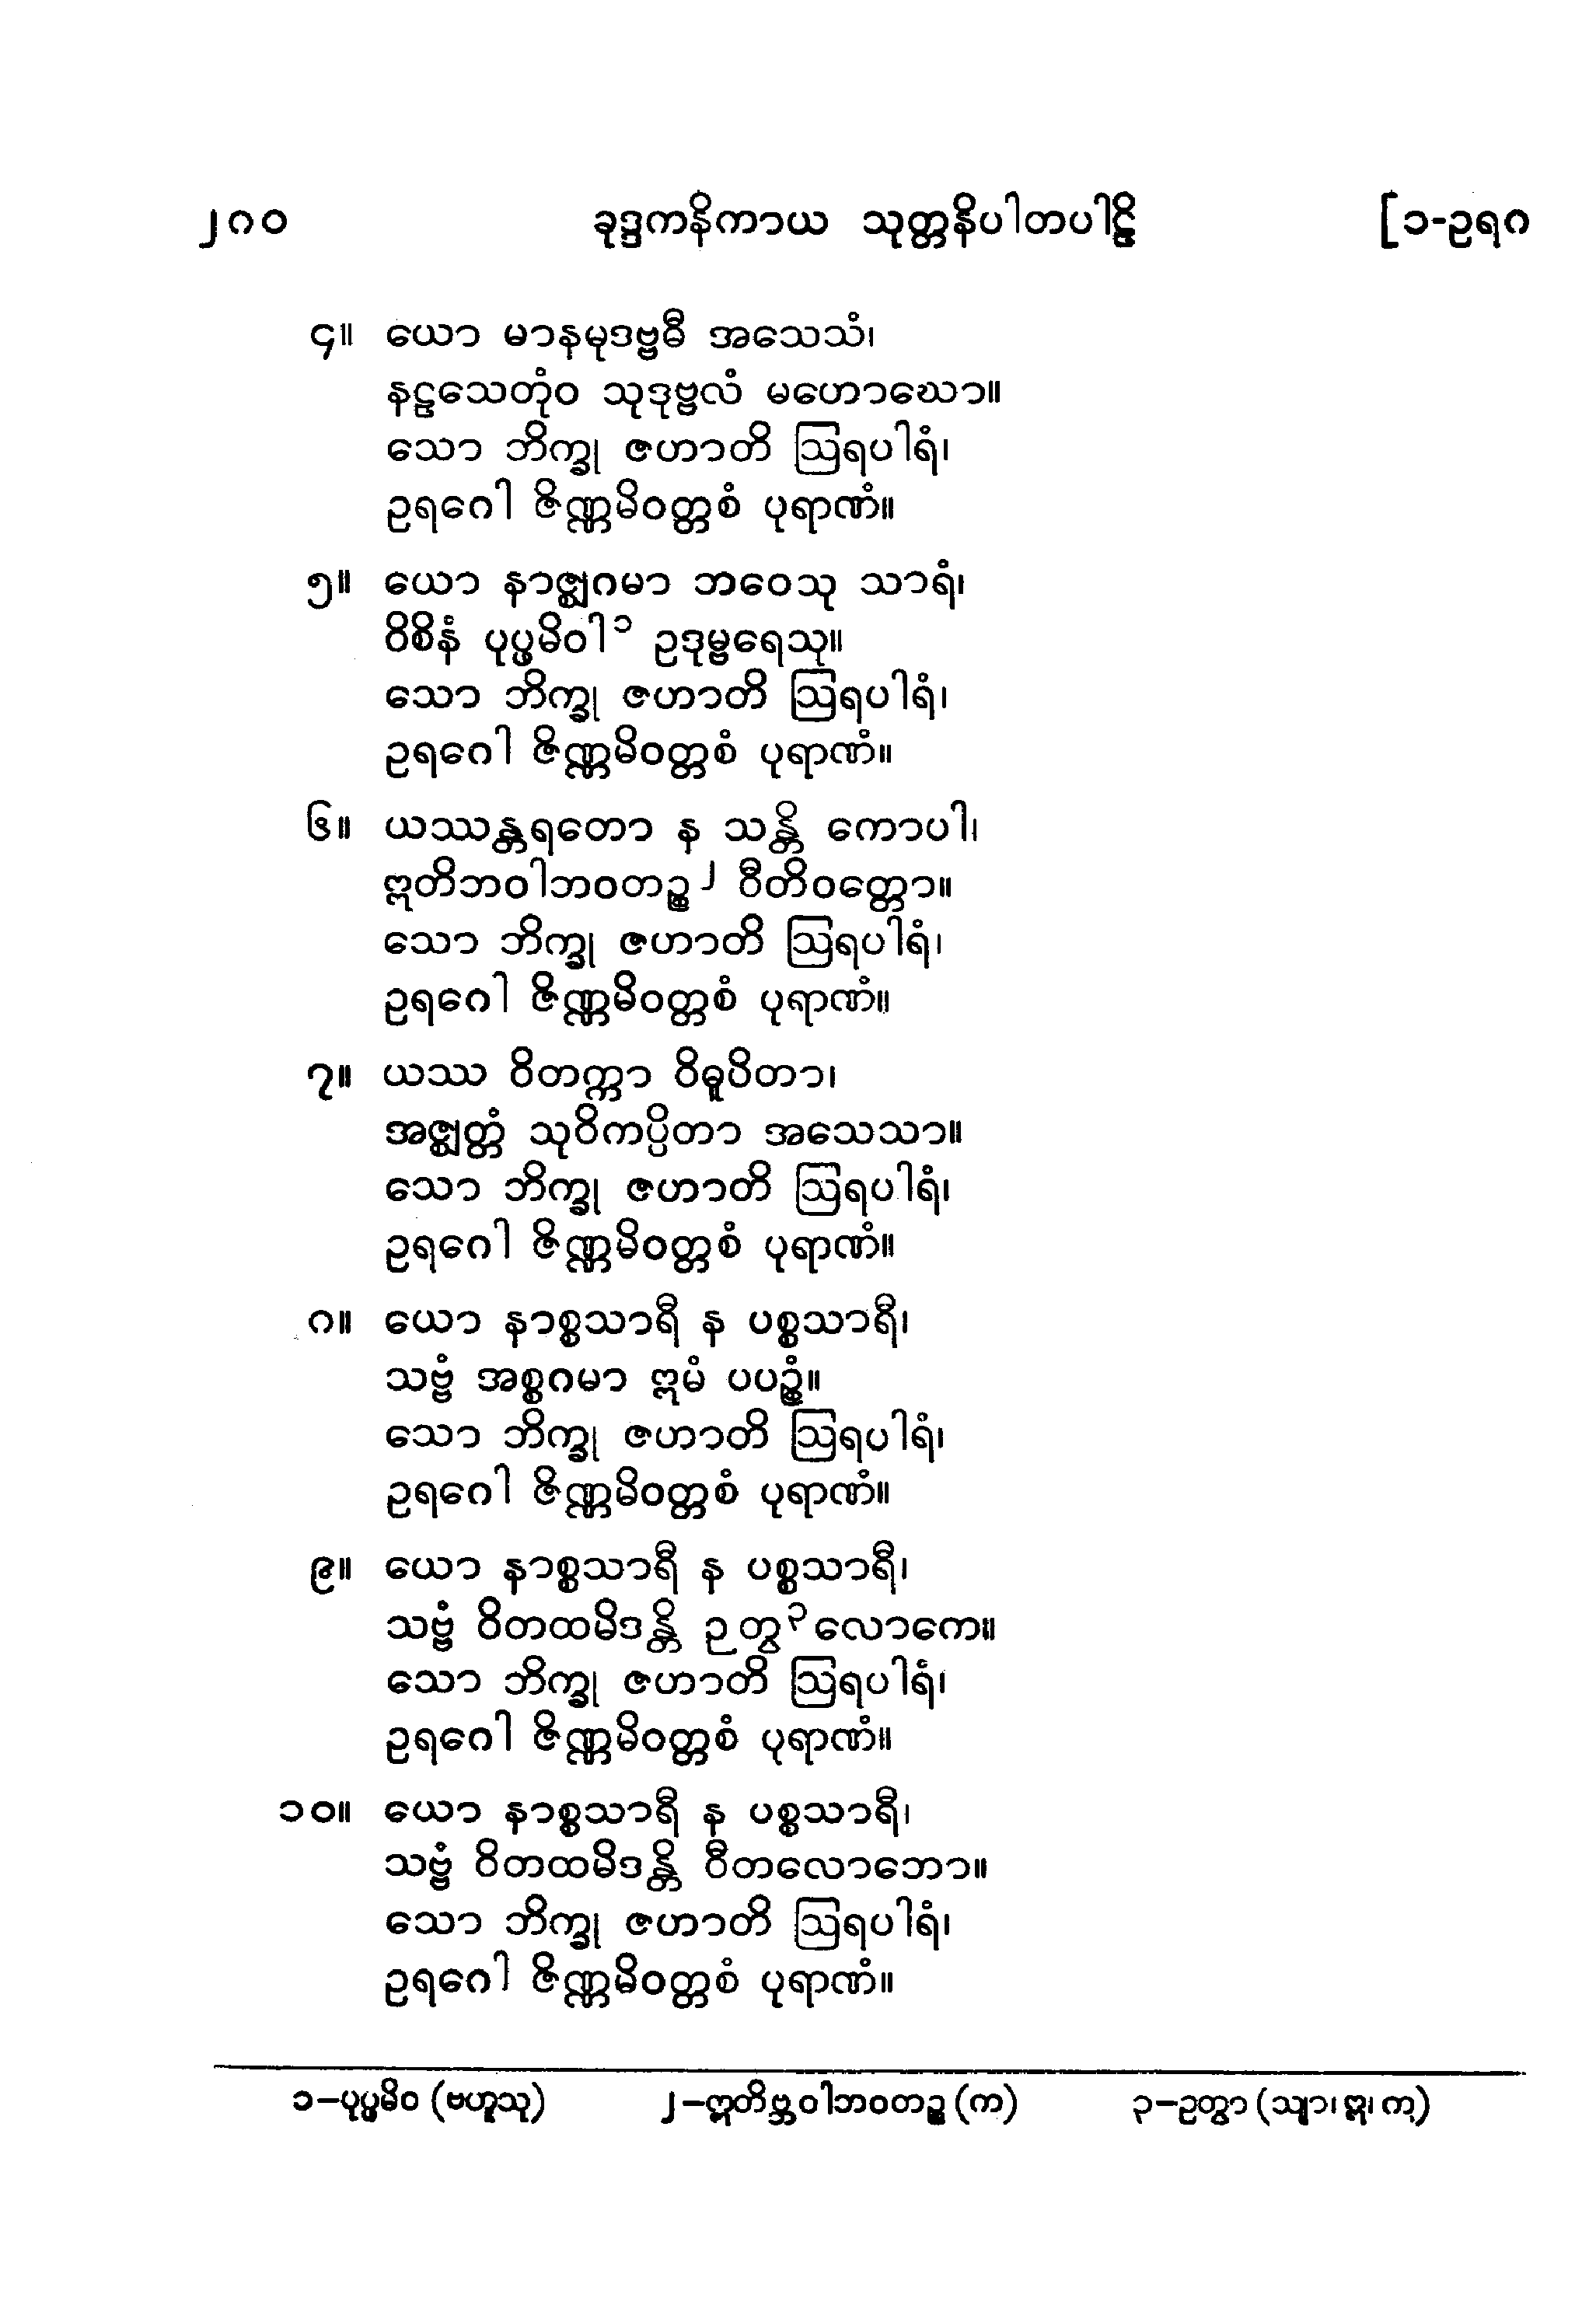 ၂၈၀ ခုဒ္ဒကနိကာယ သုတ္တနိပါတပါဠိ [၁-ဥရဂ
၄။ ယော မာနမုဒဗ္ဗဓီ အသေသံ၊
နဠသေတုံဝ သုဒုဗ္ဗလံ မဟောဃော။
သော ဘိက္ခု ဇဟာတိ ဩရပါရံ၊
ဥရဂေါ ဇိဏ္ဏမိဝတ္တစံ ပုရာဏံ။
၅။ ယော နာဇ္ဈဂမာ ဘဝေသု သာရံ၊
ဝိစိနံ ပုပ္ဖမိဝါ၁ ဥဒုမ္ဗရေသု။
သော ဘိက္ခု ဇဟာတိ ဩရပါရံ၊
ဥရဂေါ ဇိဏ္ဏမိဝတ္တစံ ပုရာဏံ။
၆။ ယဿန္တရတော န သန္တိ ကောပါ၊
ဣတိဘဝါဘဝတဉ္စ၂ ဝီတိဝတ္တော။
သော ဘိက္ခု ဇဟာတိ ဩရပါရံ၊
ဥရဂေါ ဇိဏ္ဏမိဝတ္တစံ ပုရာဏံ။
၇။ ယဿ ဝိတက္ကာ ဝိဓူပိတာ၊
အဇ္ဈတ္တံ သုဝိကပ္ပိတာ အသေသာ။
သော ဘိက္ခု ဇဟာတိ ဩရပါရံ၊
ဥရဂေါ ဇိဏ္ဏမိဝတ္တစံ ပုရာဏံ။
၈။ ယော နာစ္စသာရီ န ပစ္စသာရီ၊
သဗ္ဗံ အစ္စဂမာ ဣမံ ပပဉ္စံ။
သော ဘိက္ခု ဇဟာတိ ဩရပါရံ၊
ဥရဂေါ ဇိဏ္ဏမိဝတ္တစံ ပုရာဏံ။
၉။ ယော နာစ္စသာရီ န ပစ္စသာရီ၊
သဗ္ဗံ ဝိတထမိဒန္တိ ဉတွ၃ လောကေ။
သော ဘိက္ခု ဇဟာတိ ဩရပါရံ၊
ဥရဂေါ ဇိဏ္ဏမိဝတ္တစံ ပုရာဏံ။
၁၀။ ယော နာစ္စသာရီ န ပစ္စသာရီ၊
သဗ္ဗံ ဝိတထမိဒန္တိ ဝီတလောဘော။
သော ဘိက္ခု ဇဟာတိ ဩရပါရံ၊
ဥရဂေါ ဇိဏ္ဏမိဝတ္တစံ ပုရာဏံ။
၁–ပုပ္ဖမိဝ (ဗဟူသု) ၂–ဣတိဗ္ဘဝါဘဝတဉ္စ (က) ၃–ဥတွာ (သျာ၊ ဣ၊ က)